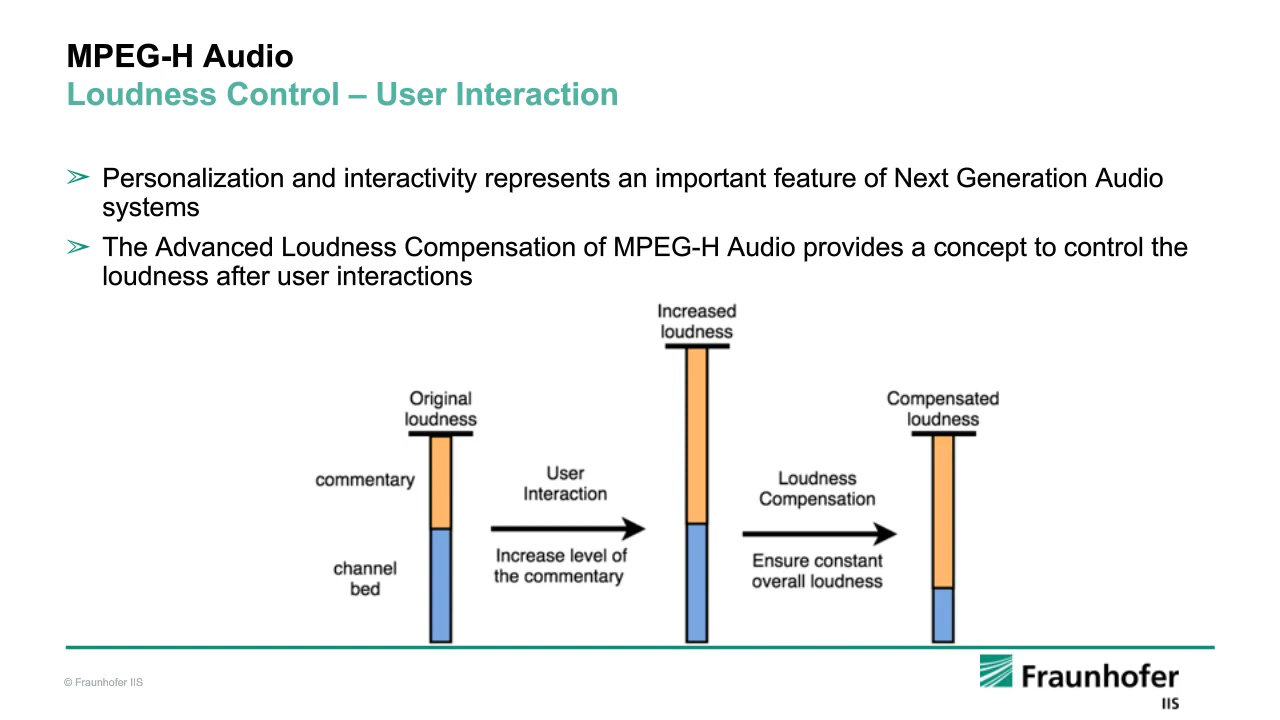 MPEG-H Audio
Loudness Control – User Interaction
➢ Personalization and interactivity represents an important feature of Next Generation Audio
systems
➢ The Advanced Loudness Compensation of MPEG-H Audio provides a concept to control the
loudness after user interactions
Increased
loudness
Original
loudness
Compensated
loudness
commentary
User
Interaction
Loudness
Compensation
channel
bed
Increase level of
the commentary
Ensure constant
overall loudness
© Fraunhofer IIS
Fraunhofer
IIS